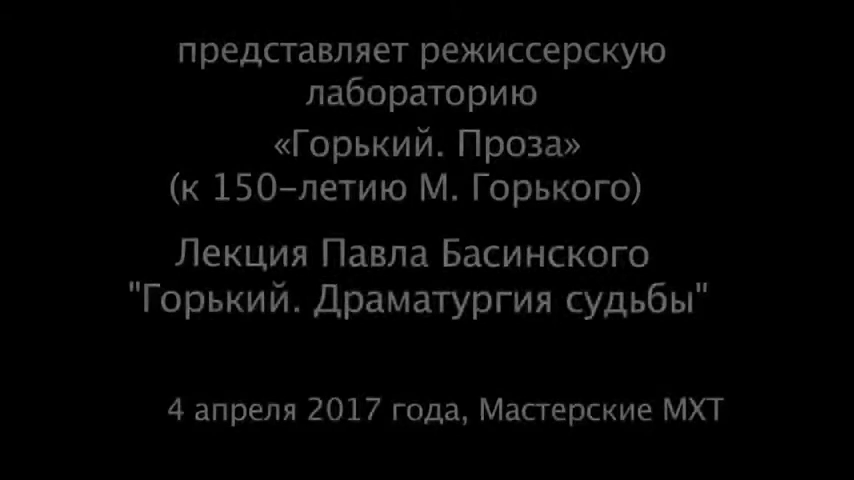 представляет режиссерскую
лабораторию
«Горький. Проза»
(к 150–летию М. Горького)
Лекция Павла Басинского
"Горький. Драматургия судьбы"
4 апреля 2017 года, Мастерские МХТ